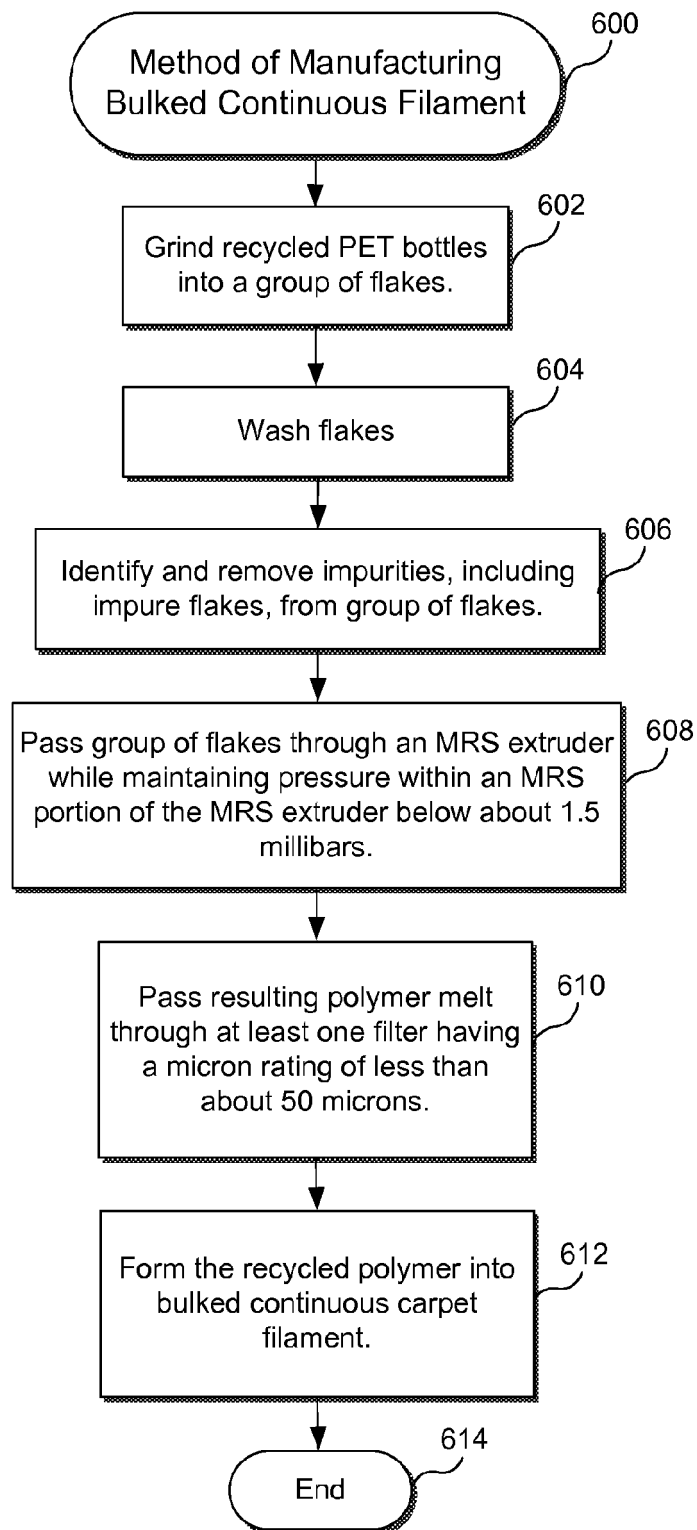 Method of Manufacturing
Bulked Continuous Filament
600
Grind recycled PET bottles
into a group of flakes.
602
Wash flakes
604
Identify and remove impurities, including
impure flakes, from group of flakes.
606
Pass group of flakes through an MRS extruder
while maintaining pressure within an MRS
portion of the MRS extruder below about 1.5
millibars.
608
Pass resulting polymer melt
through at least one filter having
a micron rating of less than
about 50 microns.
610
Form the recycled polymer into
bulked continuous carpet
filament.
612
End
614